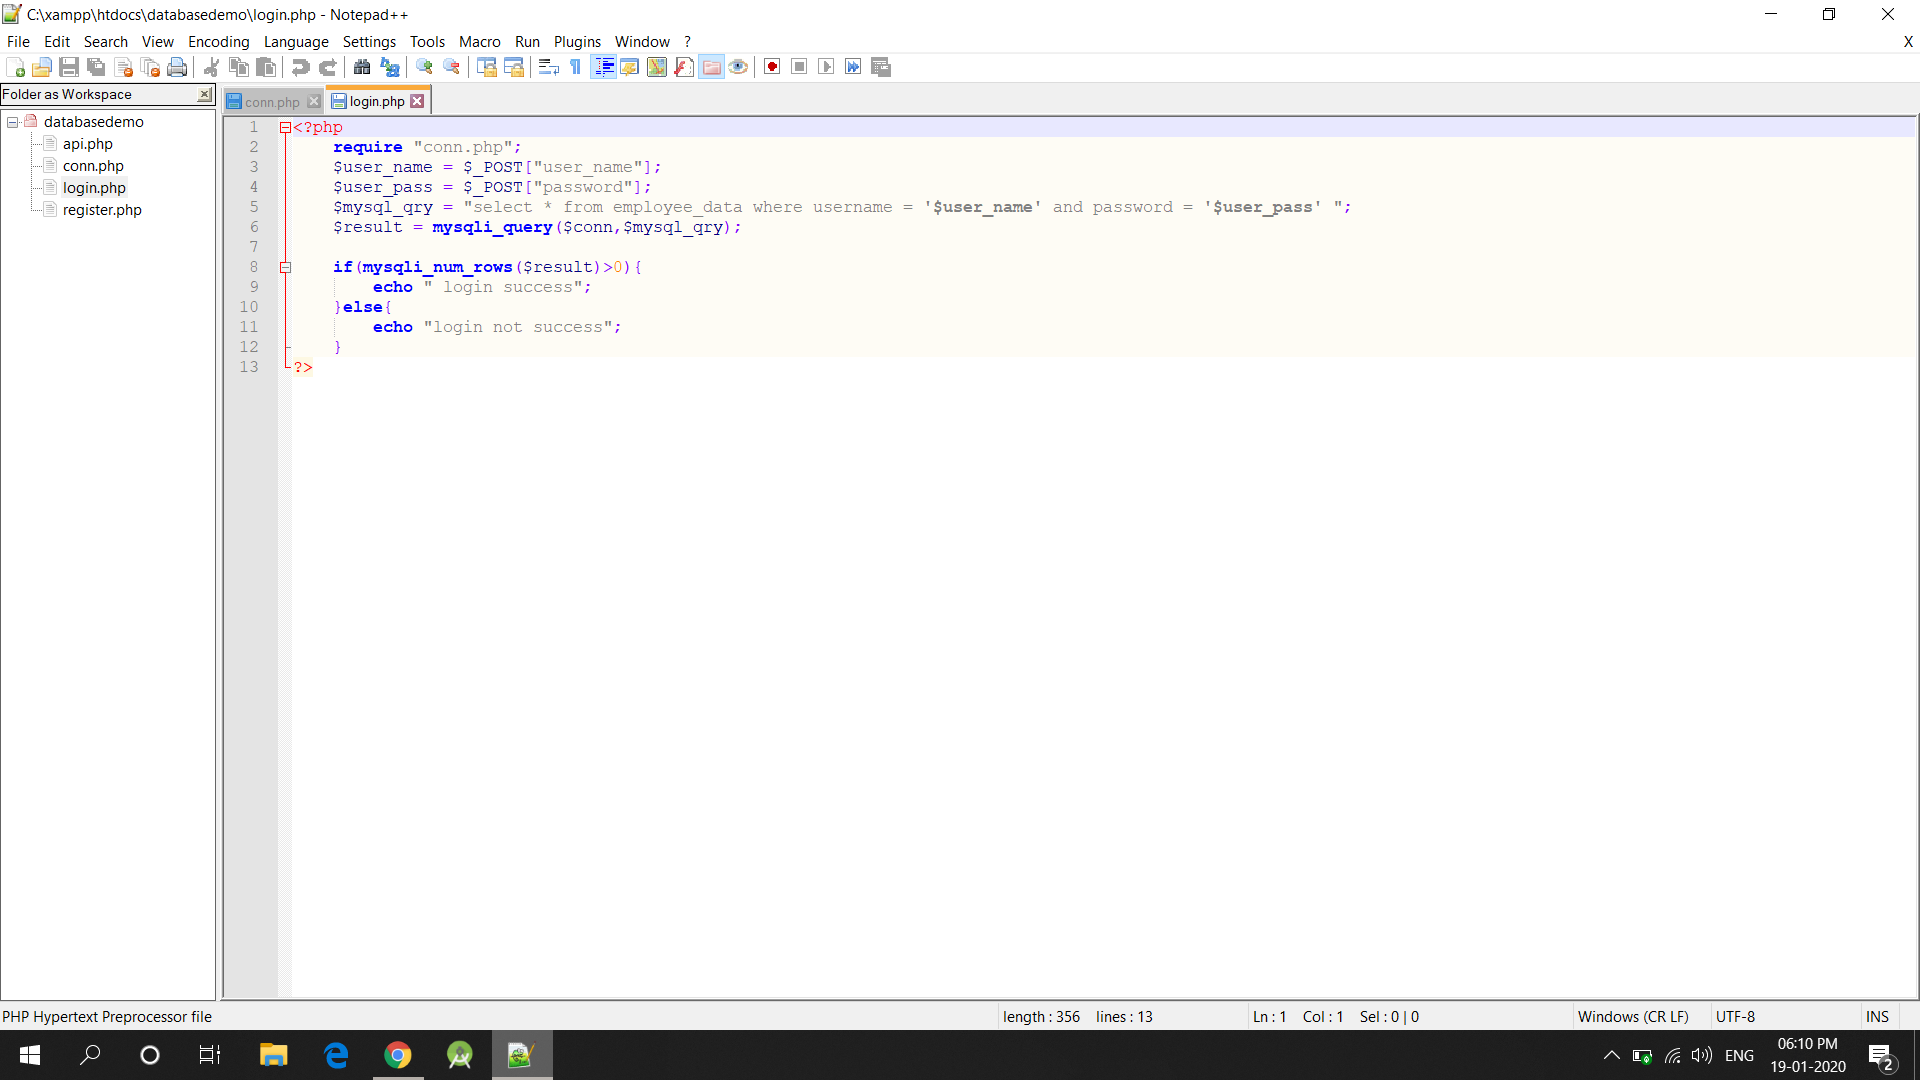 C:\xampp\htdocs\databasedemo\login.php - Notepad++
File Edit Search View Encoding Language Settings Tools Macro Run Plugins Window ? X
Folder as Workspace
databasedemo
api.php
conn.php
login.php
register.php
conn.php login.php
1 <?php
2 require "conn.php";
3 $user_name = $_POST["user_name"];
4 $user_pass = $_POST["password"];
5 $mysql_qry = "select * from employee_data where username = '$user_name' and password = '$user_pass' ";
6 $result = mysqli_query($conn,$mysql_qry);
7
8 if(mysqli_num_rows($result)>0){
9 echo " login success";
10 }else{
11 echo "login not success";
12 }
13 ?>
PHP Hypertext Preprocessor file length : 356 lines : 13 Ln : 1 Col : 1 Sel : 0 | 0 Windows (CR LF) UTF-8 INS
ENG
06:10 PM
19-01-2020
2